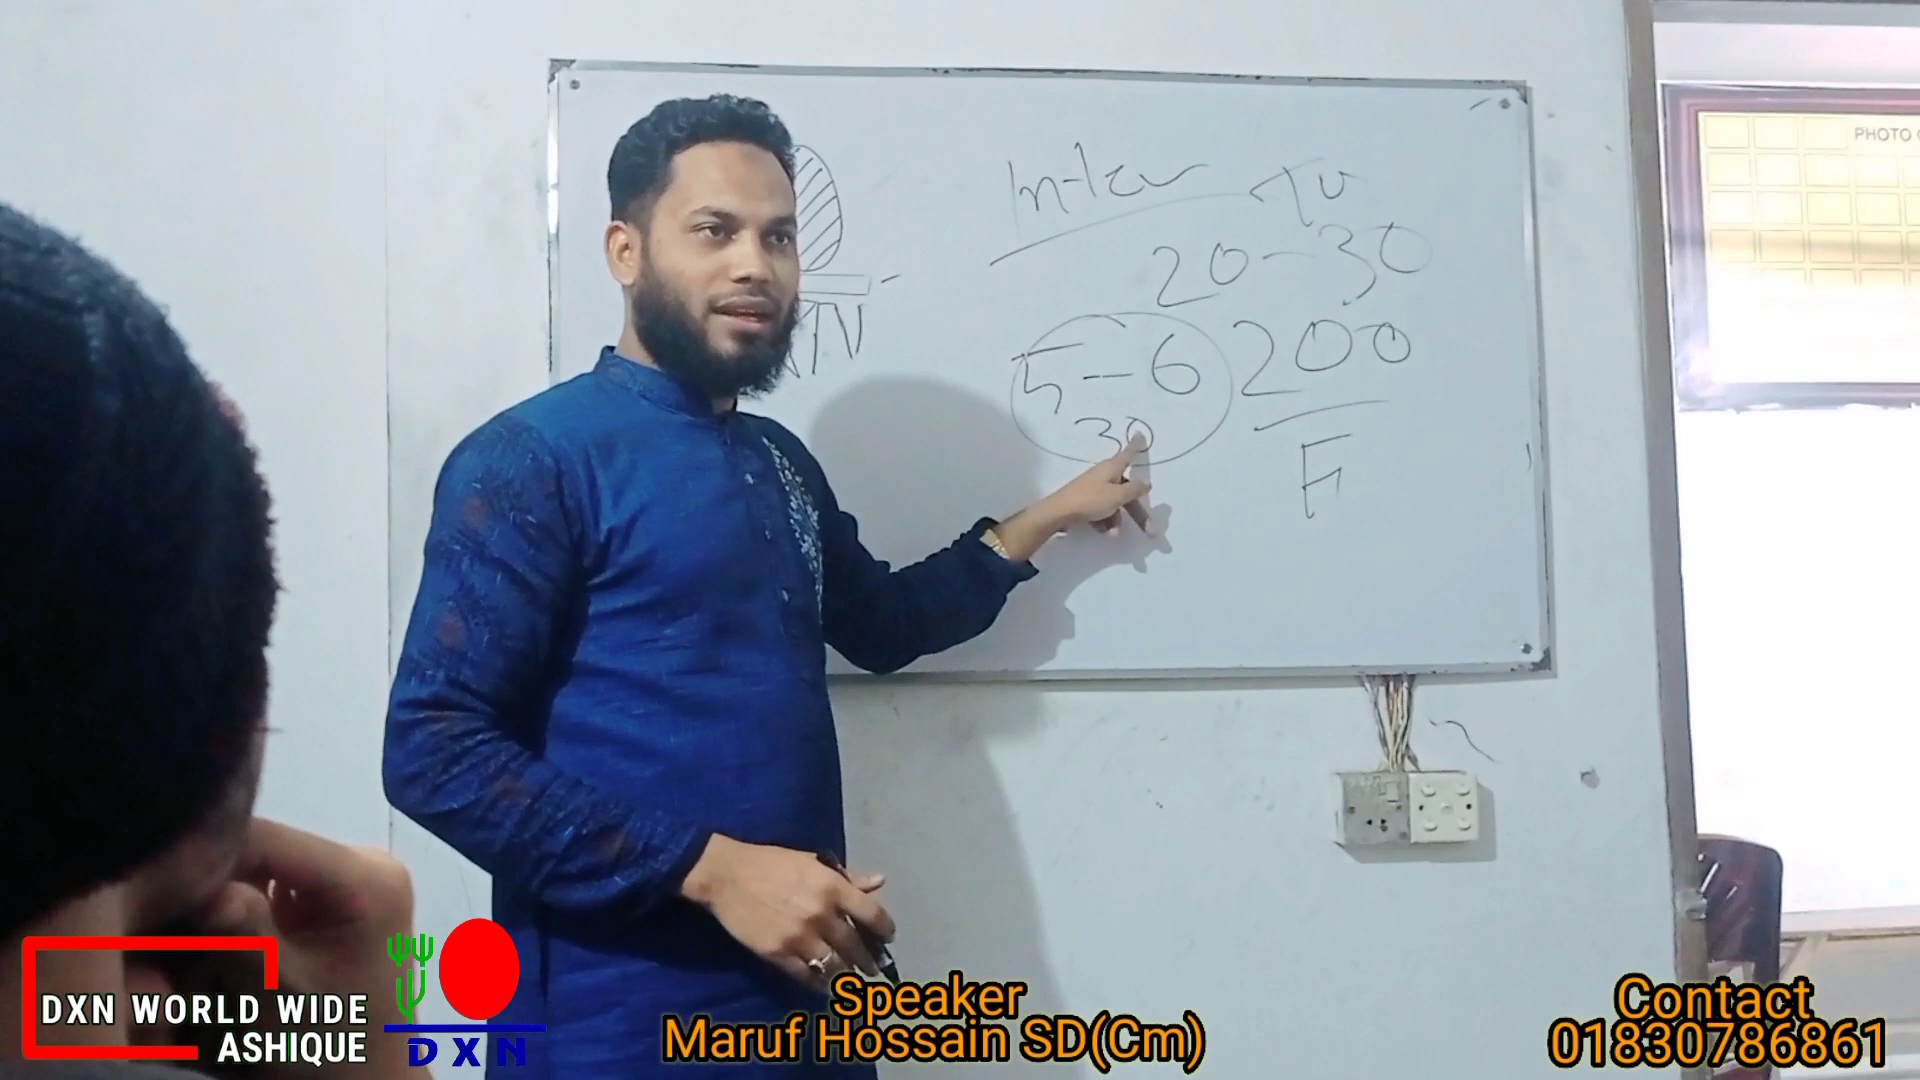 PHOTO
Inter
TV
20-30
5-6
200
30
F
DXN WORLD WIDE
ASHIQUE
DXN
Speaker
Maruf Hossain SD(Cm)
Contact
01830786861